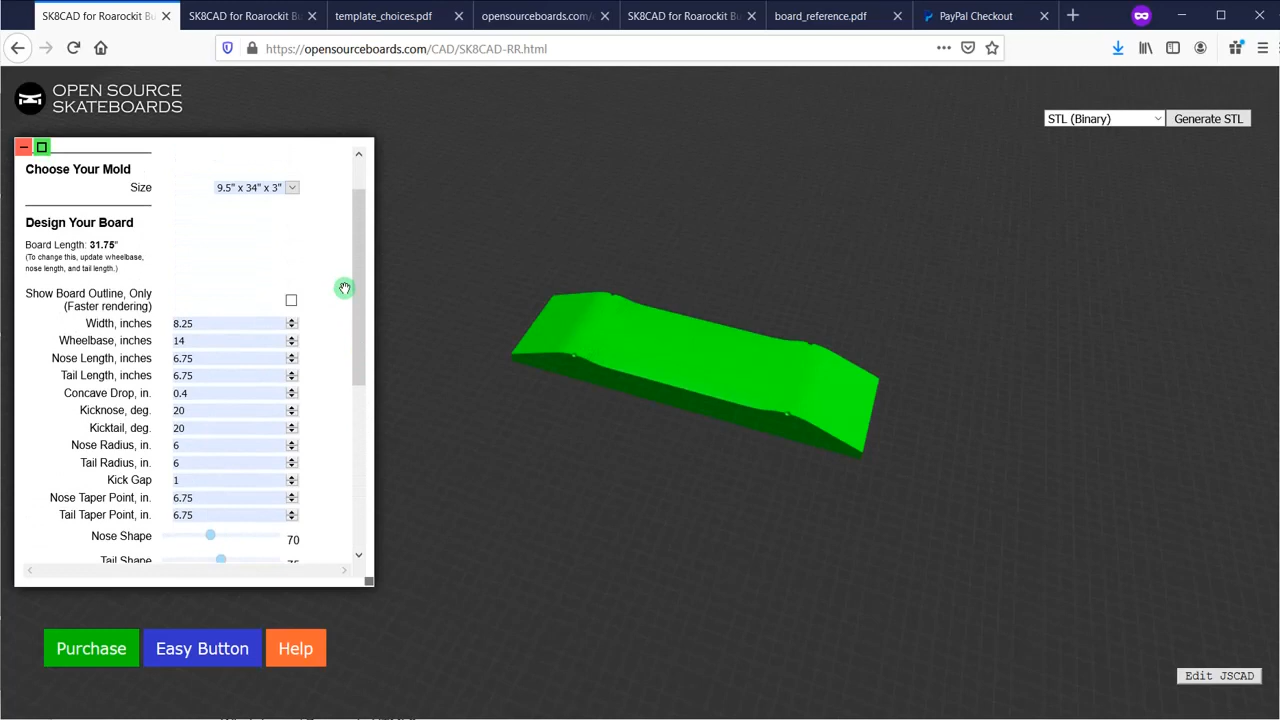 SK8CAD for Roarockit Bu
SK8CAD for Roarockit Bu
template_choices.pdf
opensourceboards.com/
SK8CAD for Roarockit Bu
board_reference.pdf
PayPal Checkout
https://opensourceboards.com/CAD/SK8CAD-RR.html
OPEN SOURCE
SKATEBOARDS
STL (Binary)
Generate STL
Choose Your Mold
Size 9.5" x 34" x 3"
Design Your Board
Board Length: 31.75"
(To change this, update wheelbase,
nose length, and tail length.)
Show Board Outline, Only
(Faster rendering)
Width, inches 8.25
Wheelbase, inches 14
Nose Length, inches 6.75
Tail Length, inches 6.75
Concave Drop, in. 0.4
Kicknose, deg. 20
Kicktail, deg. 20
Nose Radius, in. 6
Tail Radius, in. 6
Kick Gap 1
Nose Taper Point, in. 6.75
Tail Taper Point, in. 6.75
Nose Shape 70
Tail Shape
Purchase
Easy Button
Help
Edit JSCAD